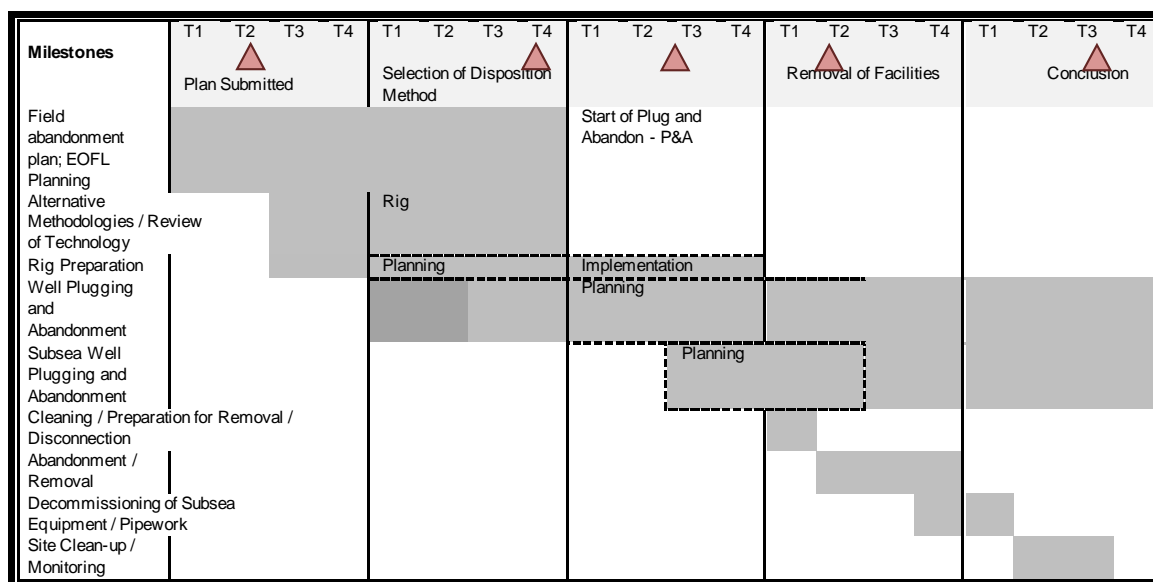 T1 T2 T3 T4 T1 T2 T3 T4 T1 T2 T3 T4 T1 T2 T3 T4 T1 T2 T3 T4
Milestones
Plan Submitted
Selection of Disposition
Method
Removal of Facilities
Conclusion
Field
abandonment
plan; EOFL
Planning
Start of Plug and
Abandon - P&A
Alternative
Methodologies / Review
of Technology
Rig
Rig Preparation
Planning
Implementation
Well Plugging
and
Abandonment
Planning
Subsea Well
Plugging and
Abandonment
Planning
Cleaning / Preparation for Removal /
Disconnection
Abandonment /
Removal
Decommissioning of Subsea
Equipment / Pipework
Site Clean-up /
Monitoring